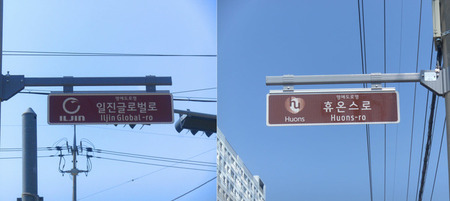 명예도로명
일진글로벌로
ILJIN
Iljin Global-ro
명예도로명
휴온스로
Huons
Huons-ro